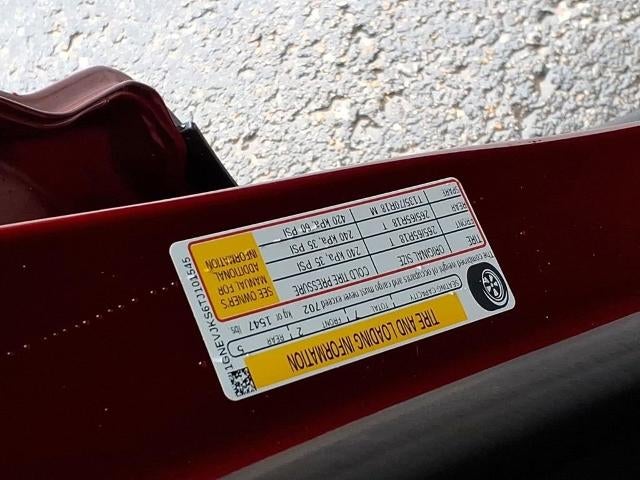 TIRE AND LOADING INFORMATION
SEATING CAPACITY TOTAL 7 FRONT 2 REAR 5
The combined weight of occupants and cargo must never exceed 702 kg or 1547 lbs
TIRE ORIGINAL SIZE COLD TIRE PRESSURE
FRONT 265/65R18 T 240 kPa, 35 PSI
REAR 265/65R18 T 240 kPa, 35 PSI
SPARE T135/70R18 M 420 kPa, 60 PSI
SEE OWNER'S
MANUAL FOR
ADDITIONAL
INFORMATION
1GNEVJKS6TJ101545